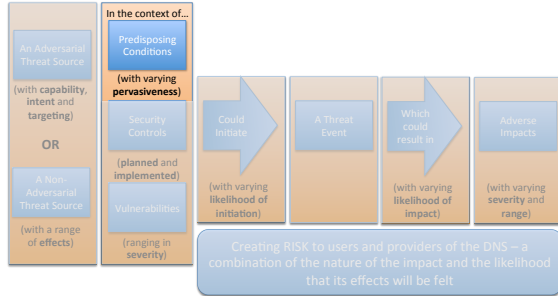 In the context of...
An Adversarial
Threat Source
(with capability,
intent and
targeting)
OR
A Non-
Adversarial
Threat Source
(with a range
of effects)
Predisposing
Conditions
(with varying
pervasiveness)
Security
Controls
(planned and
implemented)
Vulnerabilities
(ranging in
severity)
Could
Initiate
(with varying
likelihood of
initiation)
A Threat
Event
Which
could
result in
(with varying
likelihood of
impact)
Adverse
Impacts
(with varying
severity and
range)
Creating RISK to users and providers of the DNS – a
combination of the nature of the impact and the likelihood
that its effects will be felt